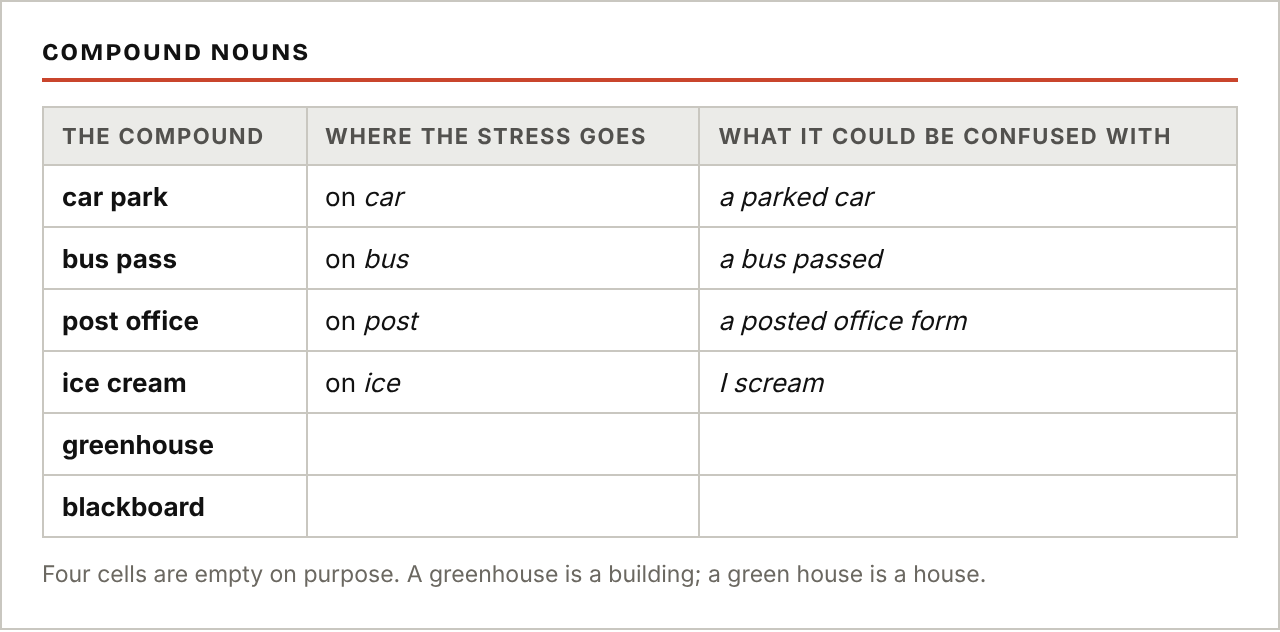 COMPOUND NOUNS
THE COMPOUND WHERE THE STRESS GOES WHAT IT COULD BE CONFUSED WITH
car park on car a parked car
bus pass on bus a bus passed
post office on post a posted office form
ice cream on ice I scream
greenhouse
blackboard
Four cells are empty on purpose. A greenhouse is a building; a green house is a house.